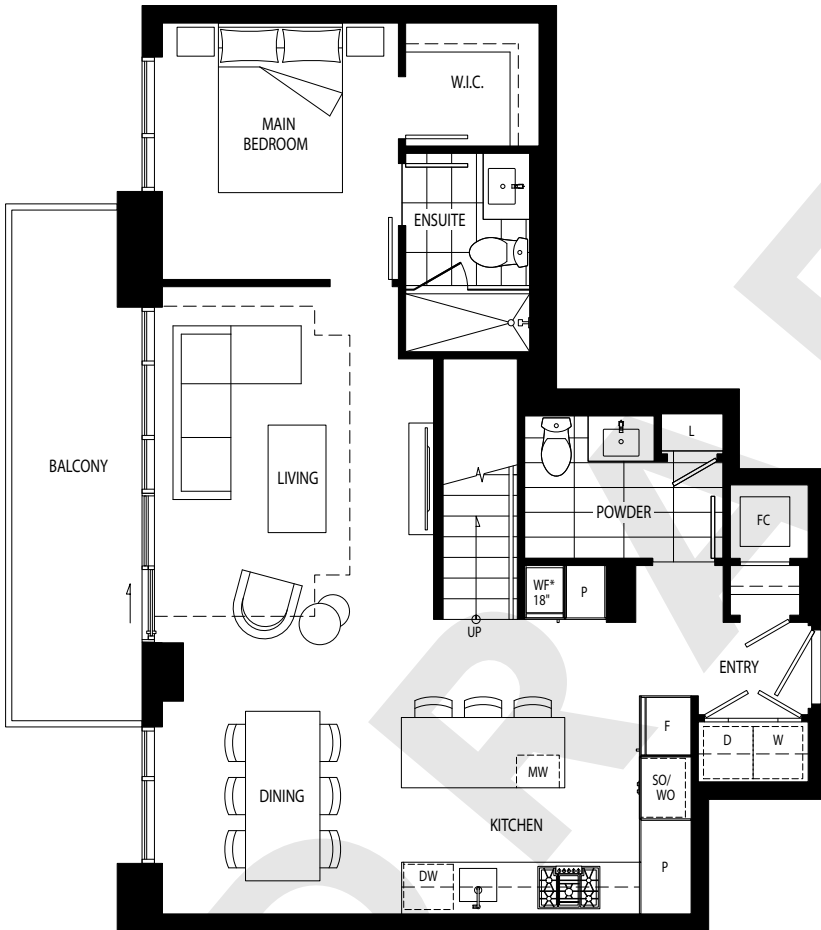 W.I.C.
MAIN
BEDROOM
ENSUITE
L
BALCONY
LIVING
POWDER
FC
WF*
18"
P
UP
ENTRY
F
D
W
MW
SO/
WO
DINING
KITCHEN
DW
P